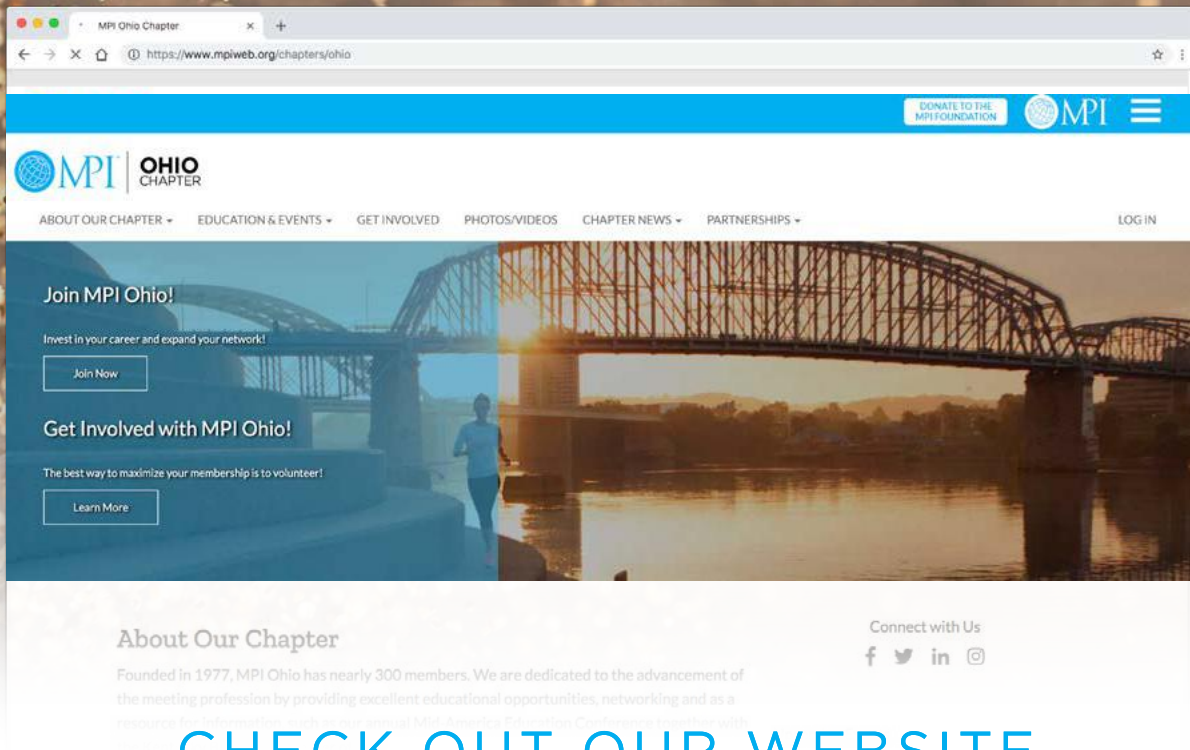 MPI Ohio Chapter
https://www.mpiweb.org/chapters/ohio
DONATE TO THE
MPI FOUNDATION
MPI
MPI OHIO
CHAPTER
ABOUT OUR CHAPTER EDUCATION & EVENTS GET INVOLVED PHOTOS/VIDEOS CHAPTER NEWS PARTNERSHIPS LOG IN
Join MPI Ohio!
Invest in your career and expand your network!
Join Now
Get Involved with MPI Ohio!
The best way to maximize your membership is to volunteer!
Learn More
About Our Chapter
Founded in 1977, MPI Ohio has nearly 300 members. We are dedicated to the advancement of
the meeting profession by providing excellent educational opportunities, networking and as a
resource for information
Connect with Us
CHECK OUT OUR WEBSITE